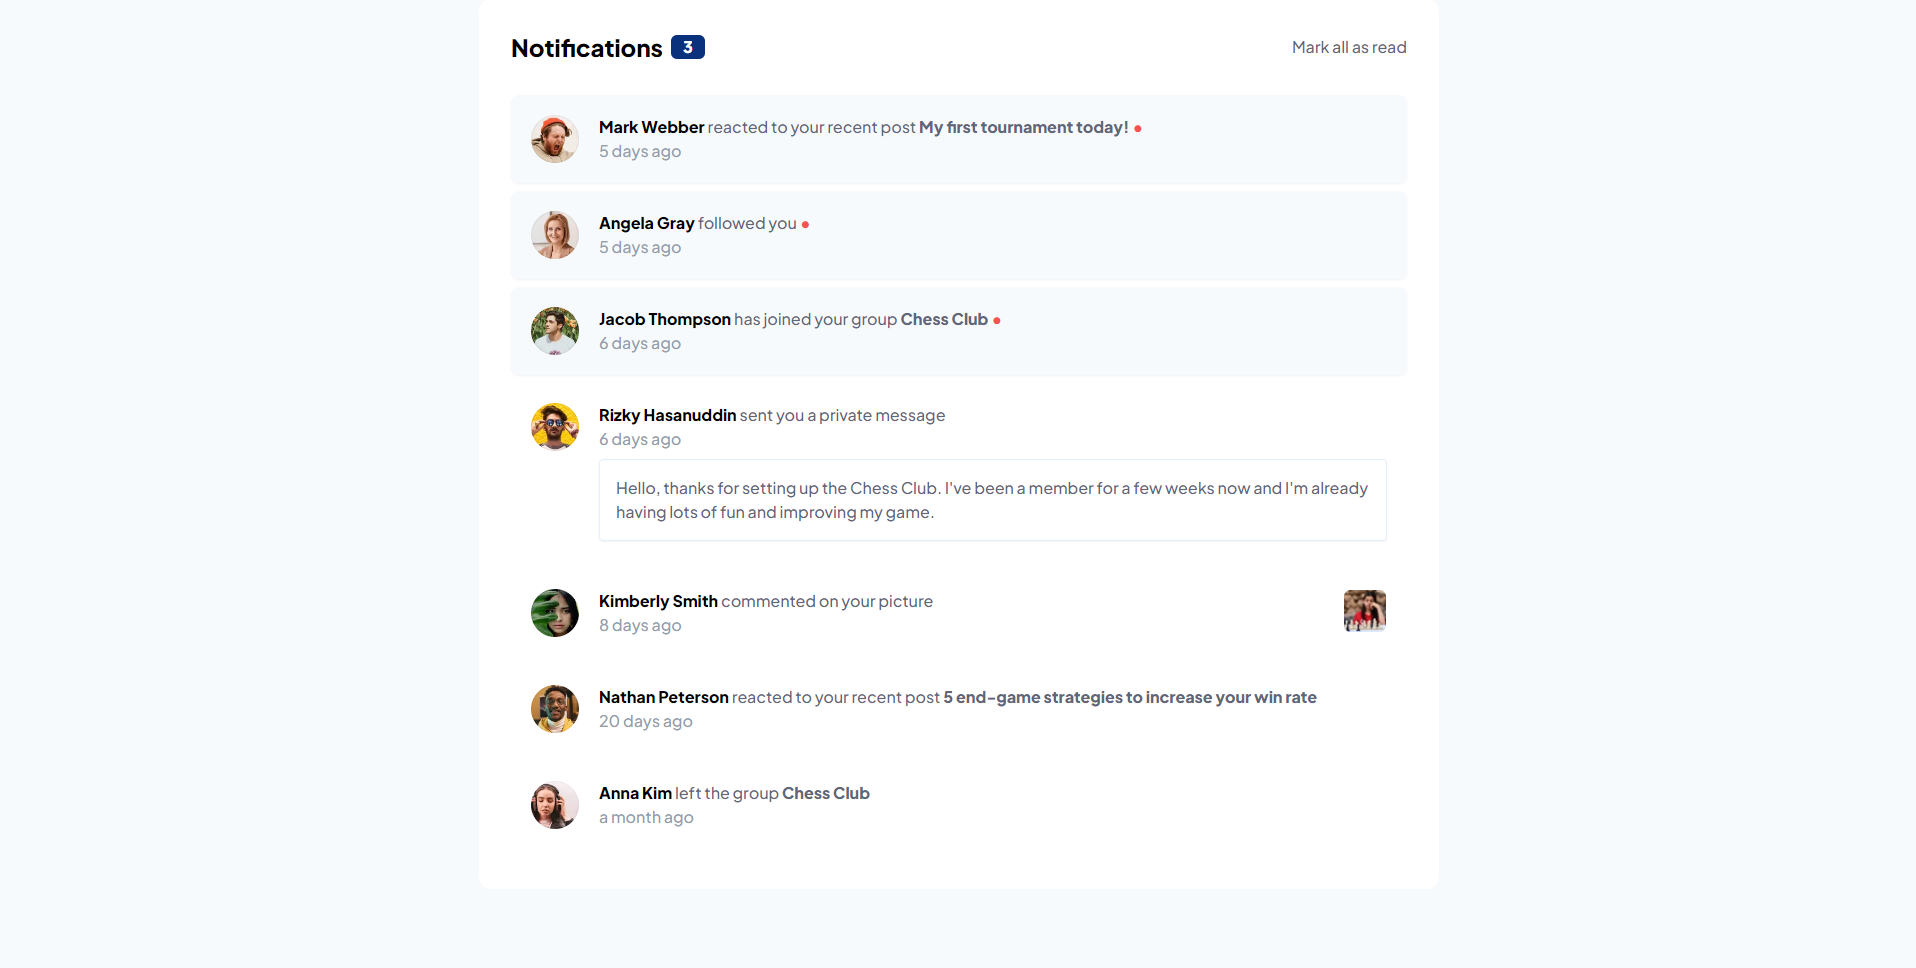 Notifications 3
Mark all as read
Mark Webber reacted to your recent post My first tournament today!
5 days ago
Angela Gray followed you
5 days ago
Jacob Thompson has joined your group Chess Club
6 days ago
Rizky Hasanuddin sent you a private message
6 days ago
Hello, thanks for setting up the Chess Club. I've been a member for a few weeks now and I'm already
having lots of fun and improving my game.
Kimberly Smith commented on your picture
8 days ago
Nathan Peterson reacted to your recent post 5 end-game strategies to increase your win rate
20 days ago
Anna Kim left the group Chess Club
a month ago